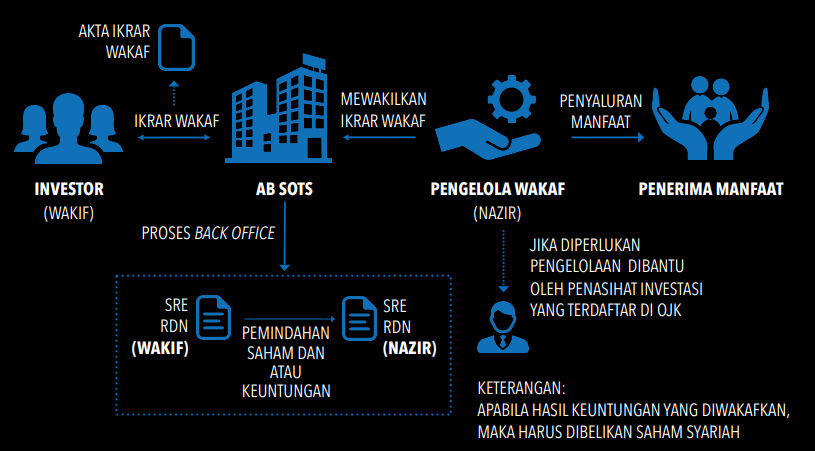 AKTA IKRAR
WAKAF
IKRAR WAKAF
MEWAKILKAN
IKRAR WAKAF
PENYALURAN
MANFAAT
INVESTOR
(WAKIF)
AB SOTS
PENGELOLA WAKAF
(NAZIR)
PENERIMA MANFAAT
PROSES BACK OFFICE
JIKA DIPERLUKAN
PENGELOLAAN DIBANTU
OLEH PENASIHAT INVESTASI
YANG TERDAFTAR DI OJK
SRE
RDN
(WAKIF)
PEMINDAHAN
SAHAM DAN
ATAU
KEUNTUNGAN
SRE
RDN
(NAZIR)
KETERANGAN:
APABILA HASIL KEUNTUNGAN YANG DIWAKAFKAN,
MAKA HARUS DIBELIKAN SAHAM SYARIAH